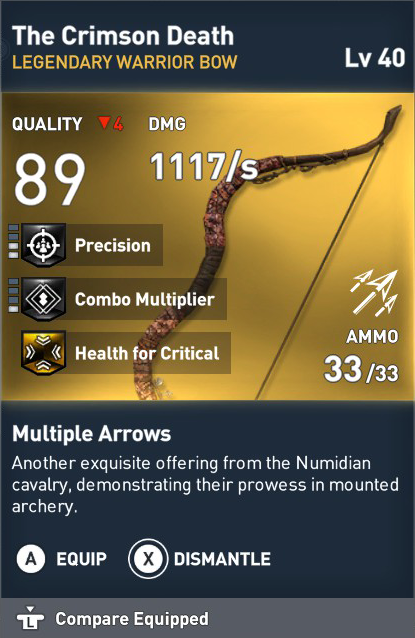 The Crimson Death
LEGENDARY WARRIOR BOW
Lv 40
QUALITY ▼4 DMG
89 1117/s
Precision
Combo Multiplier
Health for Critical
AMMO
33/33
Multiple Arrows
Another exquisite offering from the Numidian
cavalry, demonstrating their prowess in mounted
archery.
A EQUIP X DISMANTLE
L Compare Equipped